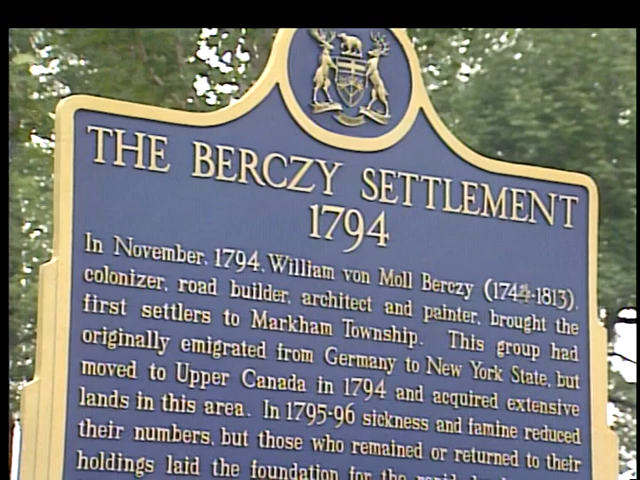 THE BERCZY SETTLEMENT
1794
In November, 1794, William von Moll Berczy (1744-1813),
colonizer, road builder, architect and painter, brought the
first settlers to Markham Township. This group had
originally emigrated from Germany to New York State, but
moved to Upper Canada in 1794 and acquired extensive
lands in this area. In 1795-96 sickness and famine reduced
their numbers, but those who remained or returned to their
holdings laid the foundation for the